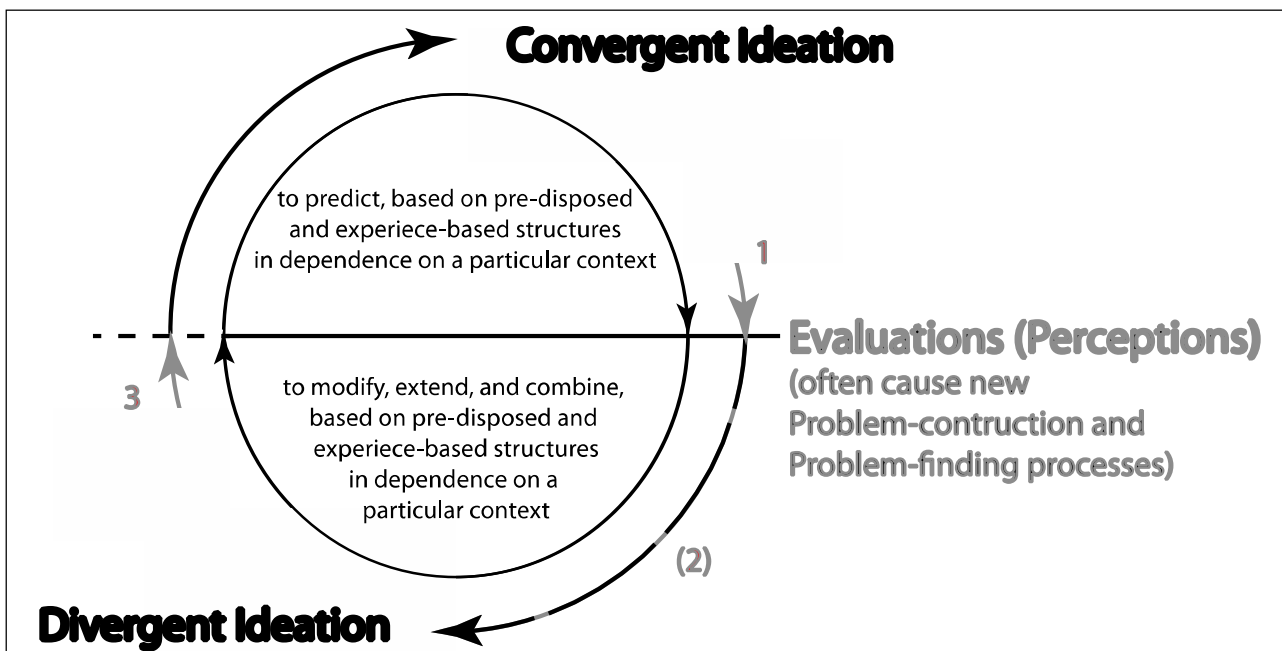 Convergent Ideation
to predict, based on pre-disposed
and experiece-based structures
in dependence on a particular context
1
Evaluations (Perceptions)
(often cause new
Problem-contruction and
Problem-finding processes)
3
to modify, extend, and combine,
based on pre-disposed and
experiece-based structures
in dependence on a
particular context
(2)
Divergent Ideation